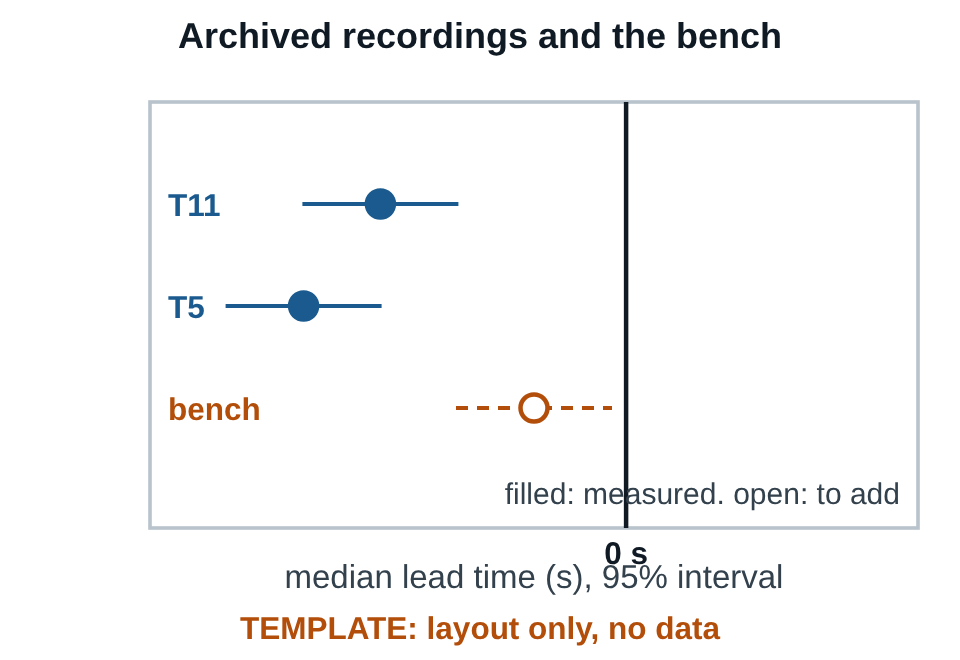 Archived recordings and the bench
T11
T5
bench
filled: measured. open: to add
0 s
median lead time (s), 95% interval
TEMPLATE: layout only, no data